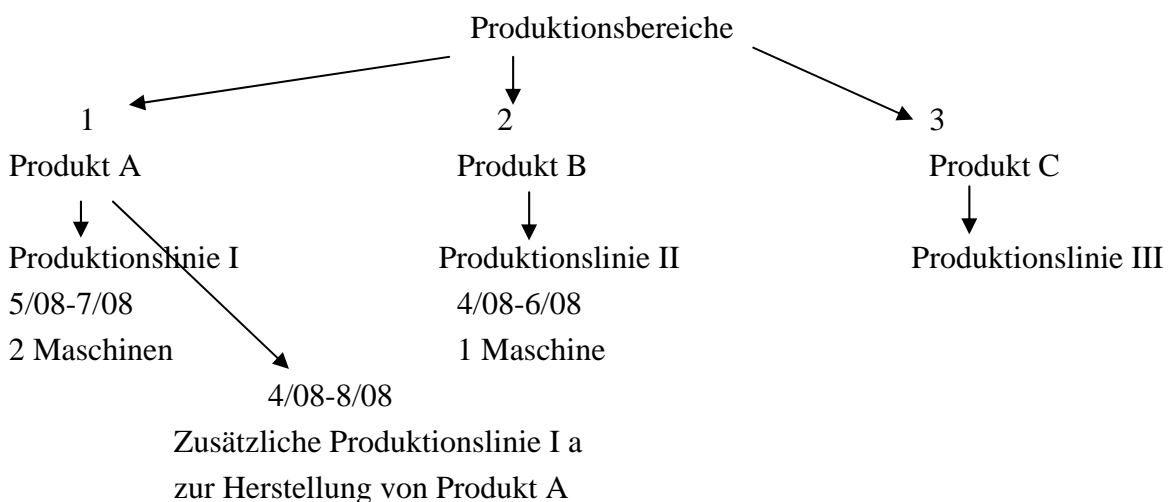 Produktionsbereiche
1 2 3
Produkt A Produkt B Produkt C
Produktionslinie I Produktionslinie II Produktionslinie III
5/08-7/08 4/08-6/08
2 Maschinen 1 Maschine
4/08-8/08
Zusätzliche Produktionslinie I a
zur Herstellung von Produkt A